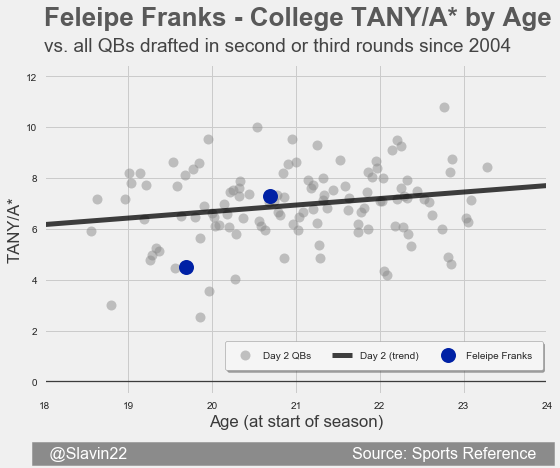 Feleipe Franks - College TANY/A* by Age
vs. all QBs drafted in second or third rounds since 2004
12
10
8
6
4
2
0
TANY/A*
Day 2 QBs
Day 2 (trend)
Feleipe Franks
18
19
20
21
22
23
24
Age (at start of season)
@Slavin22
Source: Sports Reference